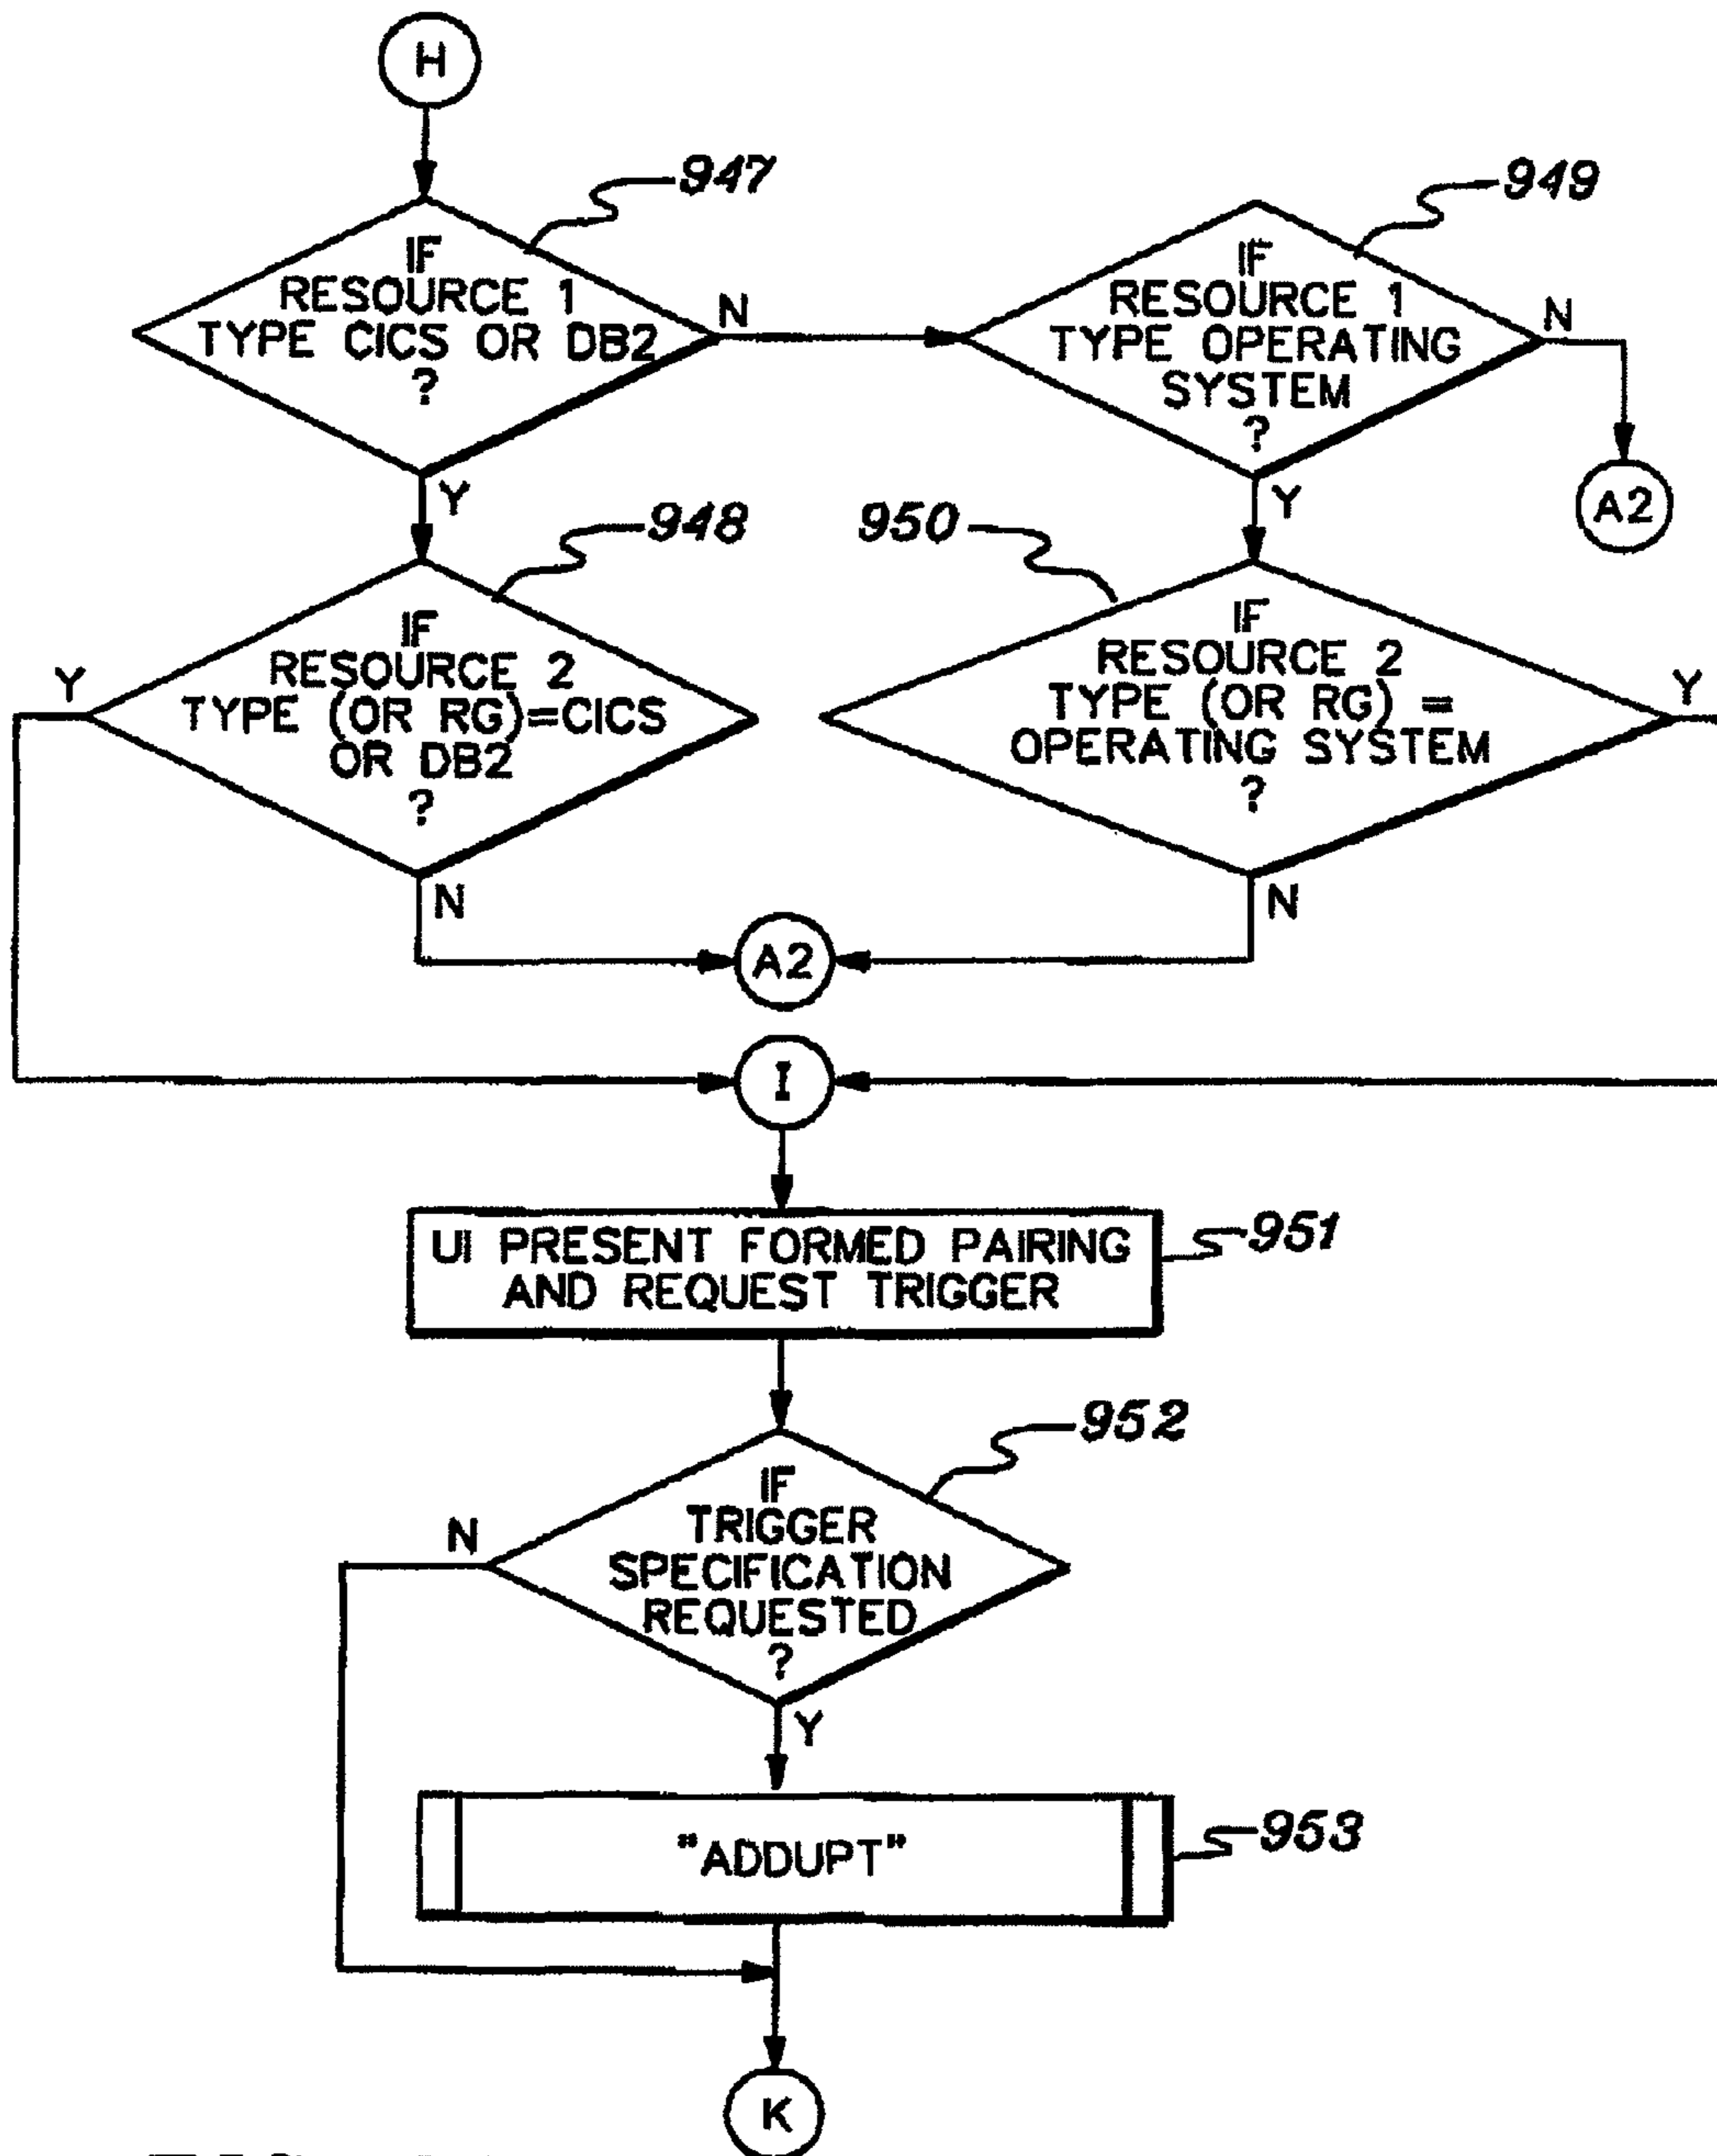 H
947
IF
RESOURCE 1
TYPE CICS OR DB2
?
N
Y
949
IF
RESOURCE 1
TYPE OPERATING
SYSTEM
?
N
A2
Y
948
IF
RESOURCE 2
TYPE (OR RG)=CICS
OR DB2
?
Y
N
950
IF
RESOURCE 2
TYPE (OR RG) =
OPERATING SYSTEM
?
Y
N
A2
I
UI PRESENT FORMED PAIRING
AND REQUEST TRIGGER
951
952
IF
TRIGGER
SPECIFICATION
REQUESTED
?
N
Y
"ADDUPT"
953
K